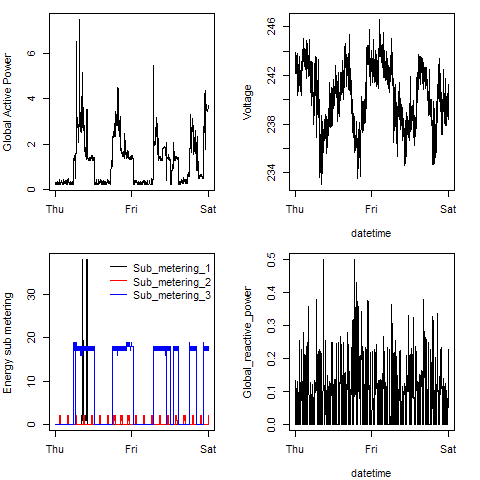 Global Active Power
0
2
4
6
Thu
Fri
Sat
Voltage
234
238
242
246
Thu
Fri
Sat
datetime
Energy sub metering
0
10
20
30
Sub_metering_1
Sub_metering_2
Sub_metering_3
Thu
Fri
Sat
Global_reactive_power
0.0
0.1
0.2
0.3
0.4
0.5
Thu
Fri
Sat
datetime